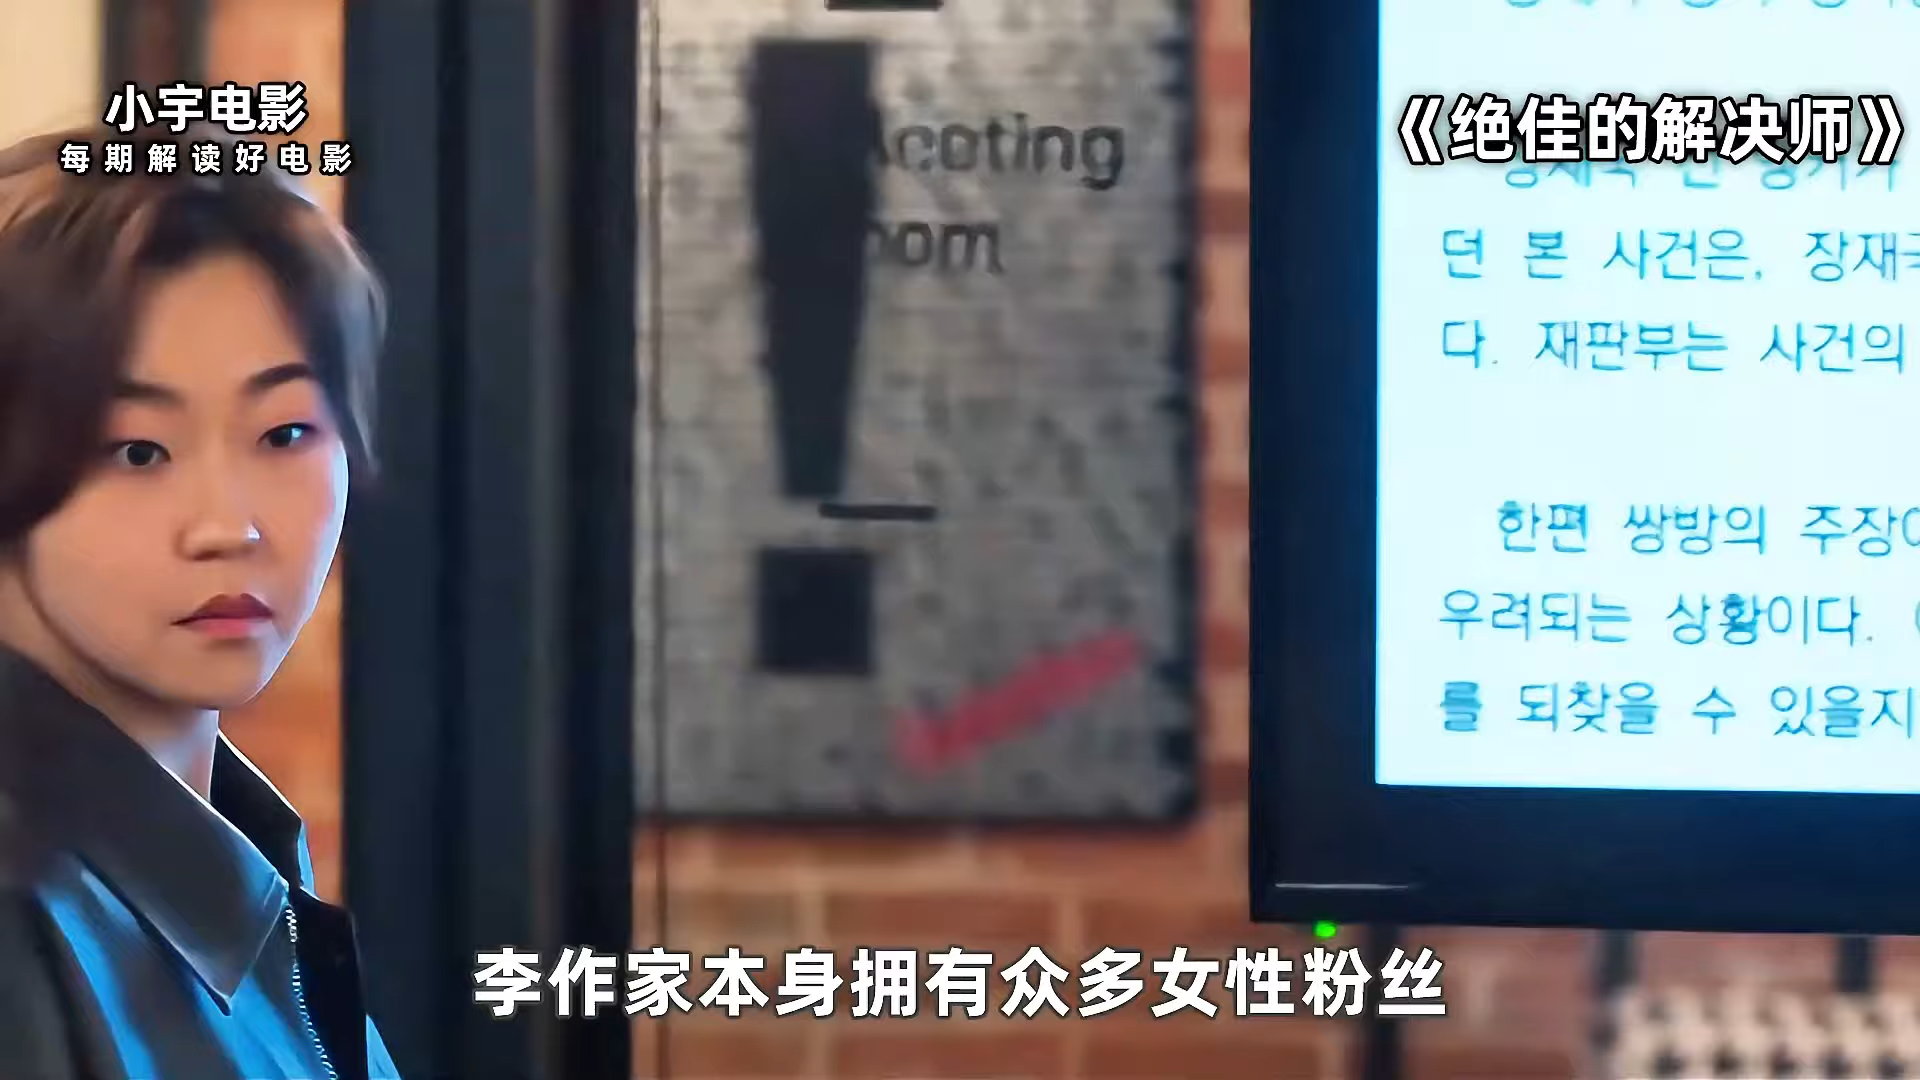 小宇电影
每期解读好电影
《绝佳的解决师》
던 본 사건은, 장재국
다. 재판부는 사건의
한편 쌍방의 주장이
우려되는 상황이다.
를 되찾을 수 있을지
李作家本身拥有众多女性粉丝